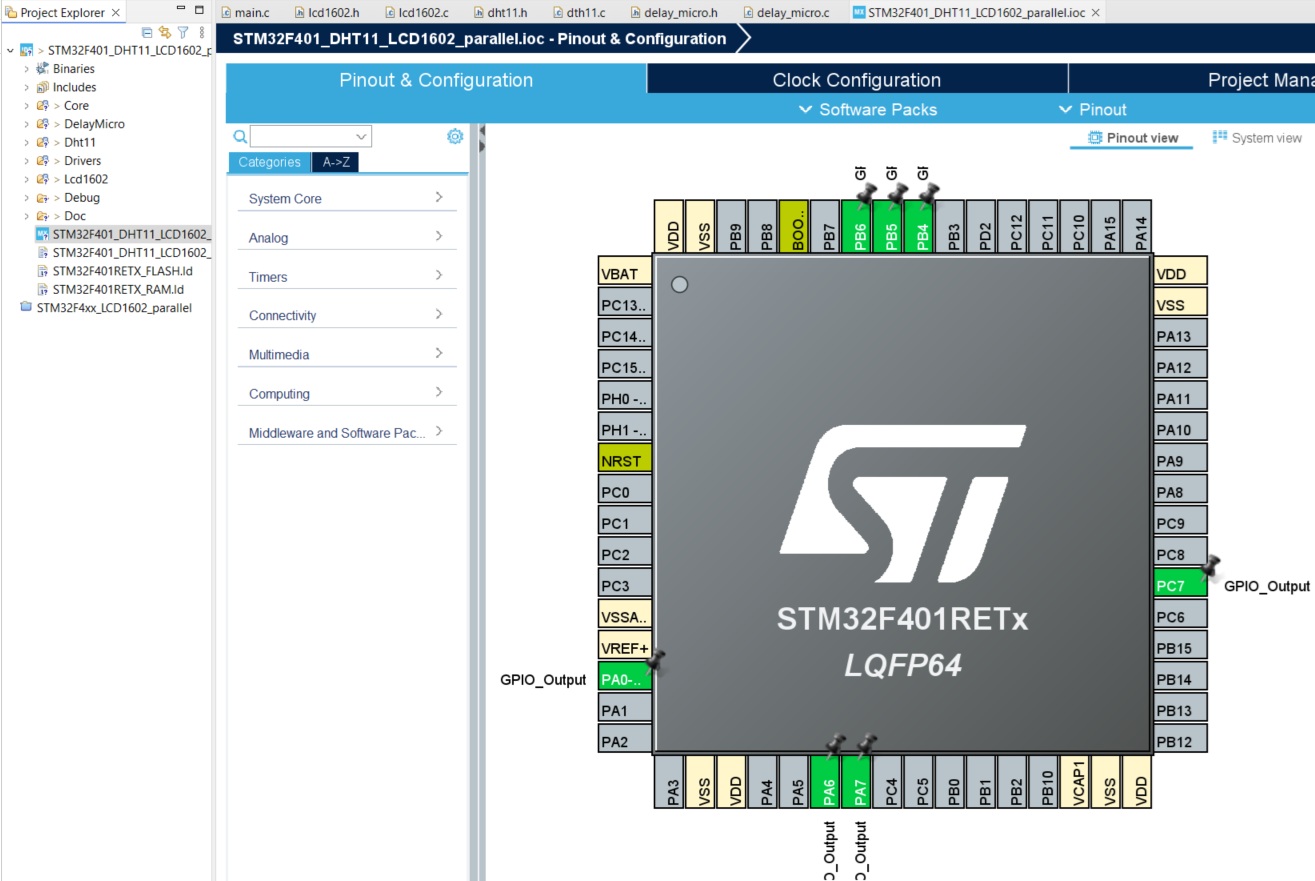 Project Explorer
main.c
lcd1602.h
lcd1602.c
dht11.h
dth11.c
delay_micro.h
delay_micro.c
STM32F401_DHT11_LCD1602_parallel.ioc
STM32F401_DHT11_LCD1602_parallel.ioc - Pinout & Configuration
> STM32F401_DHT11_LCD1602_p
Binaries
Includes
> Core
> DelayMicro
> Dht11
> Drivers
> Lcd1602
> Debug
> Doc
STM32F401_DHT11_LCD1602_
STM32F401_DHT11_LCD1602_
STM32F401RETX_FLASH.ld
STM32F401RETX_RAM.ld
STM32F4xx_LCD1602_parallel
Pinout & Configuration
Clock Configuration
Project Mana
Software Packs
Pinout
Pinout view
System view
Categories
A->Z
System Core
Analog
Timers
Connectivity
Multimedia
Computing
Middleware and Software Pac...
GI
GI
GI
VDD
VSS
PB9
PB8
BOO..
PB7
PB6
PB5
PB4
PB3
PD2
PC12
PC11
PC10
PA15
PA14
VBAT
PC13..
PC14..
PC15..
PH0 -..
PH1 -..
NRST
PC0
PC1
PC2
PC3
VSSA..
VREF+
GPIO_Output
PA0-..
PA1
PA2
VDD
VSS
PA13
PA12
PA11
PA10
PA9
PA8
PC9
PC8
PC7
GPIO_Output
PC6
PB15
PB14
PB13
PB12
ST
STM32F401RETx
LQFP64
PA3
VSS
VDD
PA4
PA5
PA6
PA7
PC4
PC5
PB0
PB1
PB2
PB10
VCAP1
VSS
VDD
O_Output
O_Output